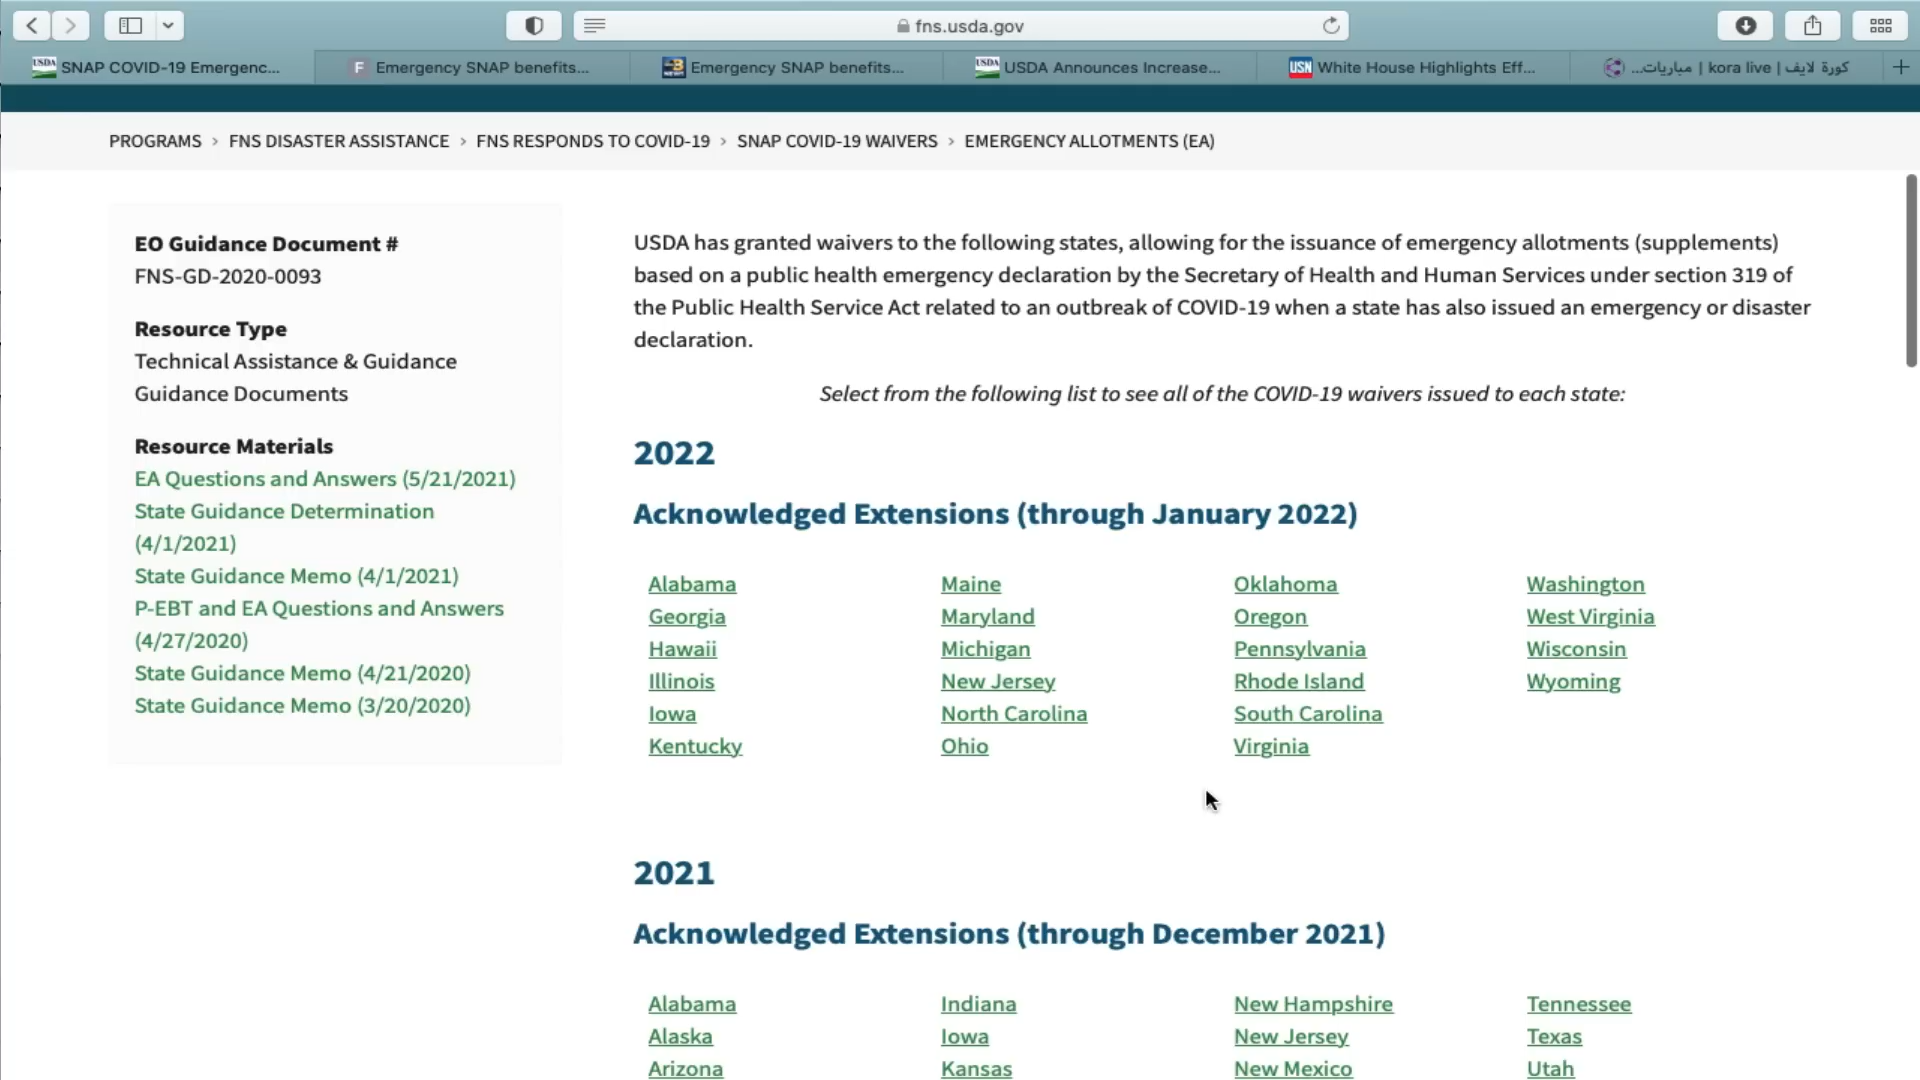 fns.usda.gov
USDA SNAP COVID-19 Emergenc...
F Emergency SNAP benefits...
Emergency SNAP benefits...
USDA USDA Announces Increase...
USN White House Highlights Eff...
كورة لايف | kora live | مباريات...
PROGRAMS > FNS DISASTER ASSISTANCE > FNS RESPONDS TO COVID-19 > SNAP COVID-19 WAIVERS > EMERGENCY ALLOTMENTS (EA)
EO Guidance Document #
FNS-GD-2020-0093
Resource Type
Technical Assistance & Guidance
Guidance Documents
Resource Materials
EA Questions and Answers (5/21/2021)
State Guidance Determination
(4/1/2021)
State Guidance Memo (4/1/2021)
P-EBT and EA Questions and Answers
(4/27/2020)
State Guidance Memo (4/21/2020)
State Guidance Memo (3/20/2020)
USDA has granted waivers to the following states, allowing for the issuance of emergency allotments (supplements)
based on a public health emergency declaration by the Secretary of Health and Human Services under section 319 of
the Public Health Service Act related to an outbreak of COVID-19 when a state has also issued an emergency or disaster
declaration.
Select from the following list to see all of the COVID-19 waivers issued to each state:
2022
Acknowledged Extensions (through January 2022)
Alabama Maine Oklahoma Washington
Georgia Maryland Oregon West Virginia
Hawaii Michigan Pennsylvania Wisconsin
Illinois New Jersey Rhode Island Wyoming
Iowa North Carolina South Carolina
Kentucky Ohio Virginia
2021
Acknowledged Extensions (through December 2021)
Alabama Indiana New Hampshire Tennessee
Alaska Iowa New Jersey Texas
Arizona Kansas New Mexico Utah